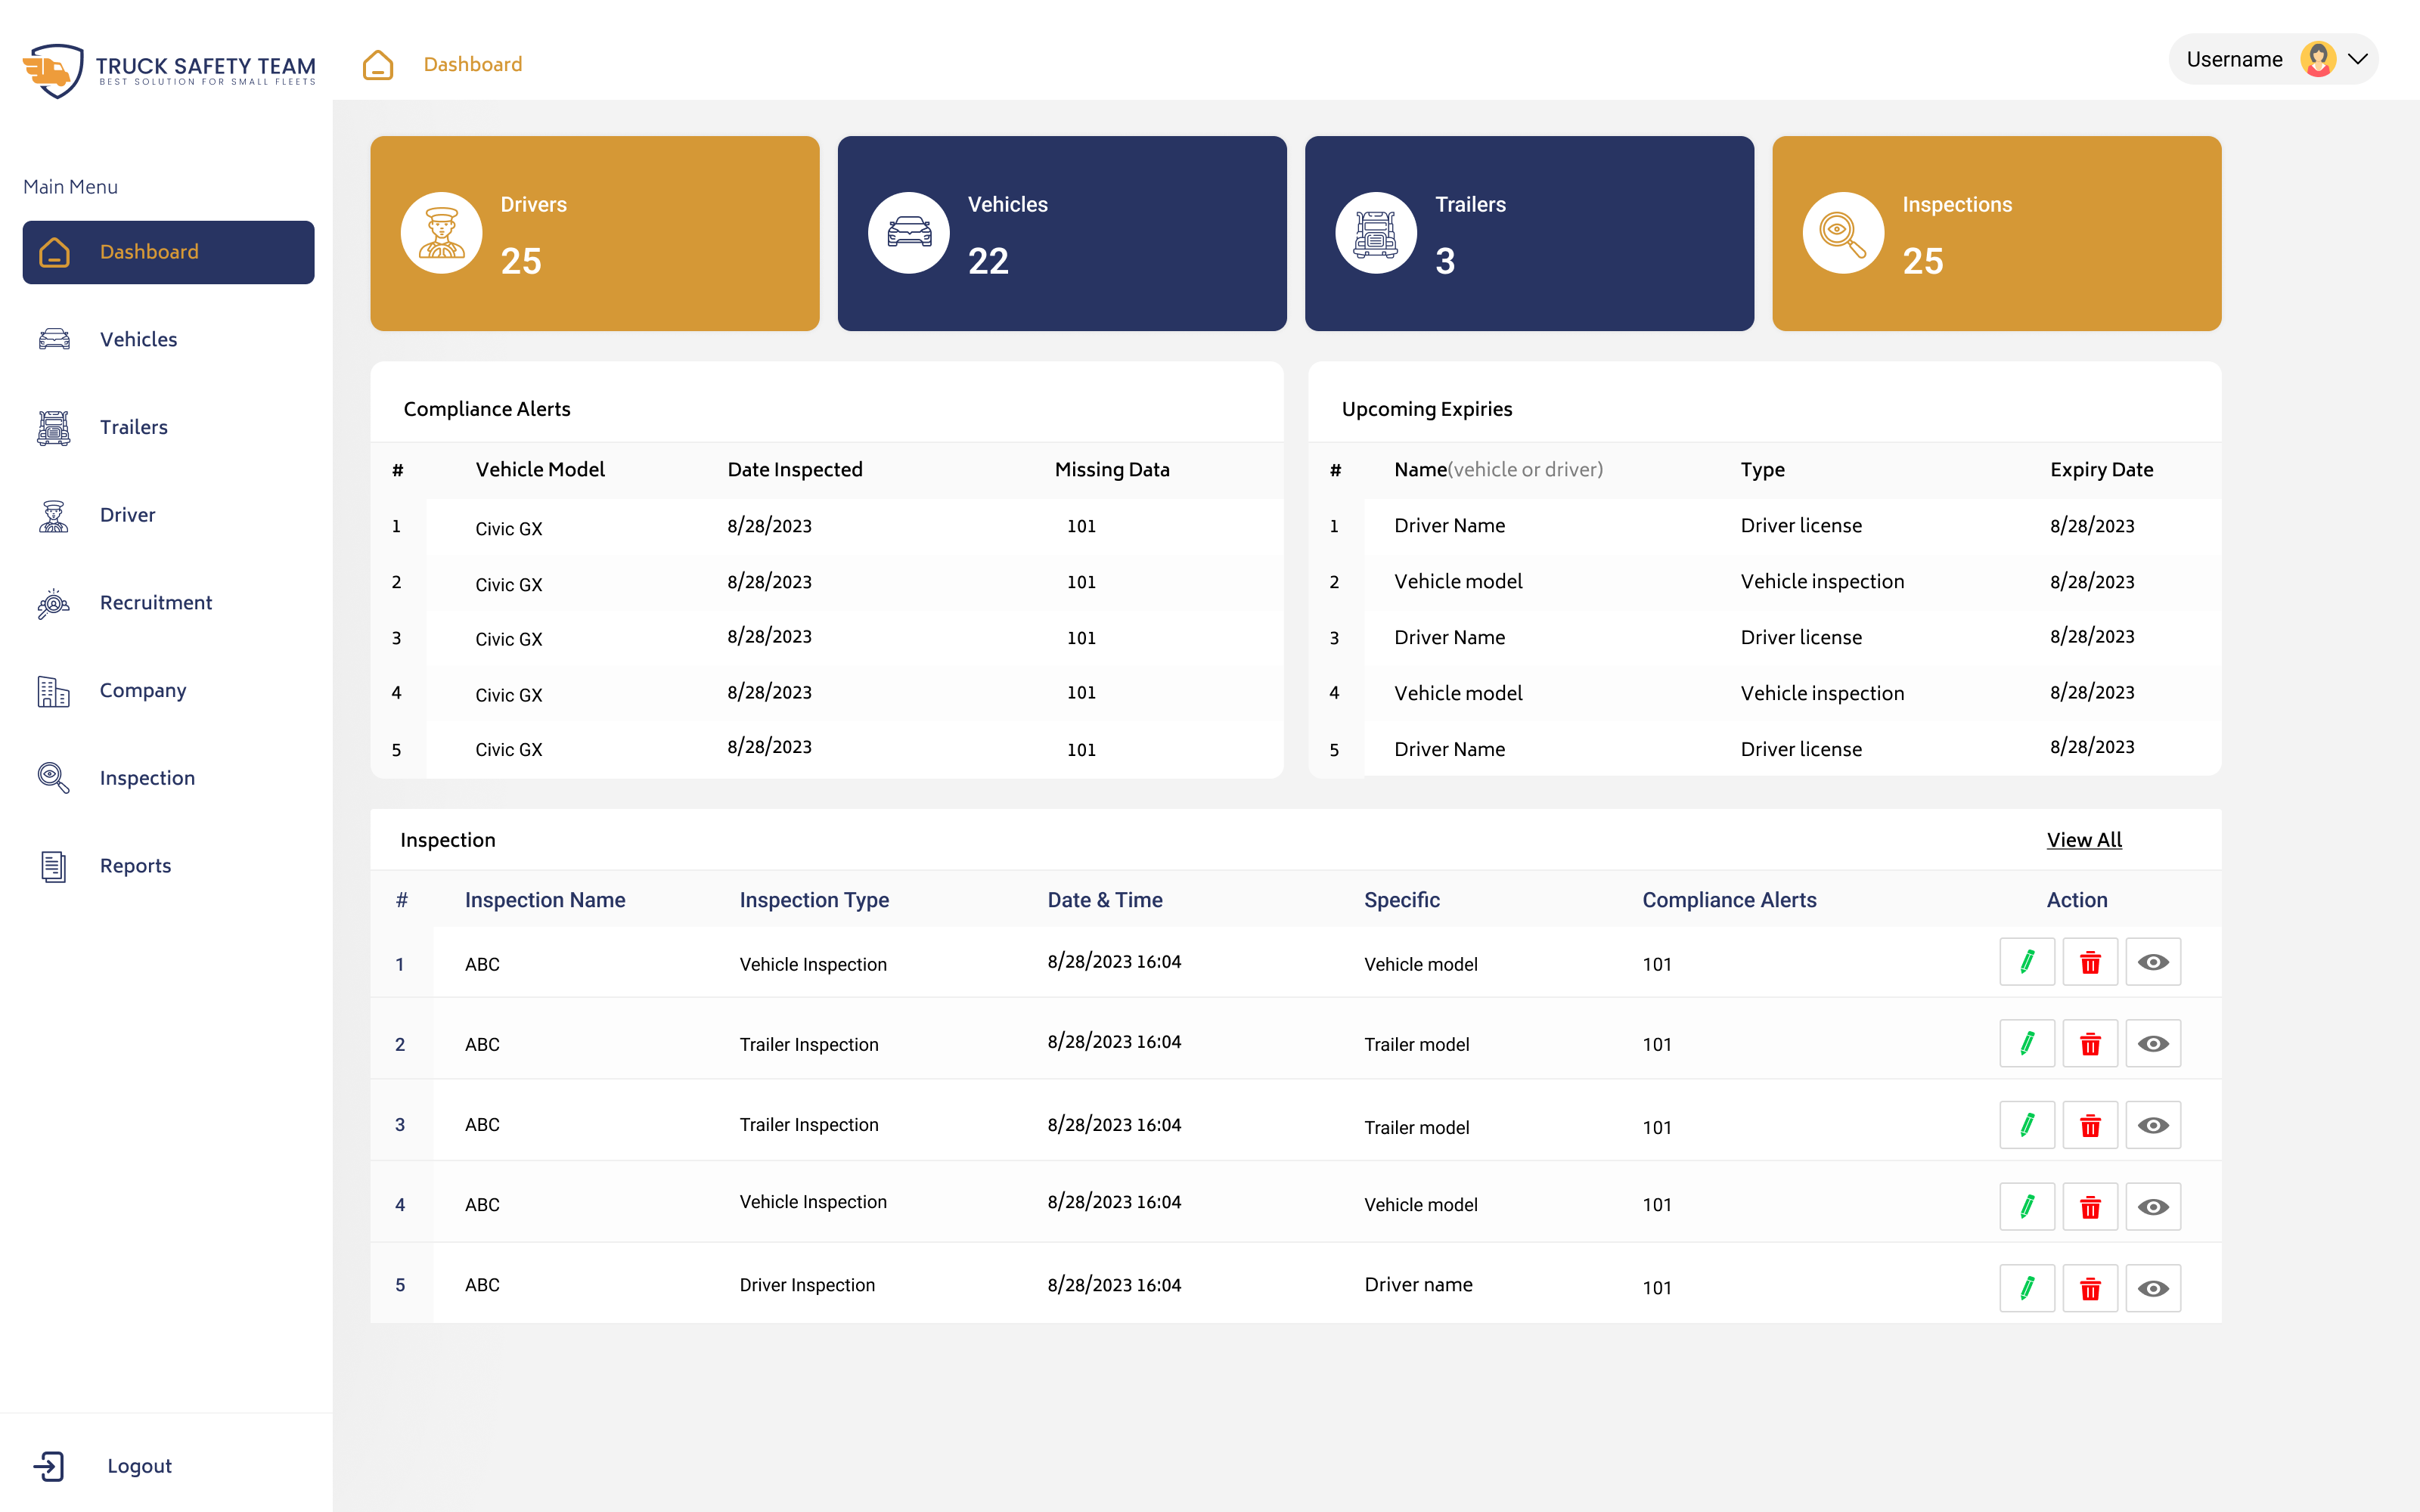 TRUCK SAFETY TEAM
BEST SOLUTION FOR SMALL FLEETS
Dashboard
Username
Main Menu
Dashboard
Vehicles
Trailers
Driver
Recruitment
Company
Inspection
Reports
Logout
Drivers
25
Vehicles
22
Trailers
3
Inspections
25
Compliance Alerts
# Vehicle Model Date Inspected Missing Data
1 Civic GX 8/28/2023 101
2 Civic GX 8/28/2023 101
3 Civic GX 8/28/2023 101
4 Civic GX 8/28/2023 101
5 Civic GX 8/28/2023 101
Upcoming Expiries
# Name(vehicle or driver) Type Expiry Date
1 Driver Name Driver license 8/28/2023
2 Vehicle model Vehicle inspection 8/28/2023
3 Driver Name Driver license 8/28/2023
4 Vehicle model Vehicle inspection 8/28/2023
5 Driver Name Driver license 8/28/2023
Inspection View All
# Inspection Name Inspection Type Date & Time Specific Compliance Alerts Action
1 ABC Vehicle Inspection 8/28/2023 16:04 Vehicle model 101
2 ABC Trailer Inspection 8/28/2023 16:04 Trailer model 101
3 ABC Trailer Inspection 8/28/2023 16:04 Trailer model 101
4 ABC Vehicle Inspection 8/28/2023 16:04 Vehicle model 101
5 ABC Driver Inspection 8/28/2023 16:04 Driver name 101